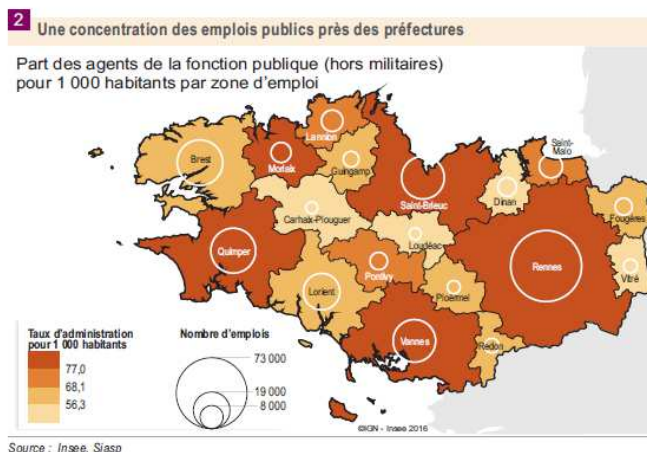 2
Une concentration des emplois publics près des préfectures
Part des agents de la fonction publique (hors militaires)
pour 1 000 habitants par zone d'emploi
Lannion
Saint-Malo
Brest
Morlaix
Guingamp
Saint-Brieuc
Dinan
Fougères
Carhaix-Plouguer
Loudéac
Quimper
Rennes
Vitré
Pontivy
Lorient
Ploërmel
Vannes
Redon
Taux d'administration
pour 1 000 habitants
77,0
68,1
56,3
Nombre d'emplois
73 000
19 000
8 000
©IGN - Insee 2016
Source : Insee, Siasp